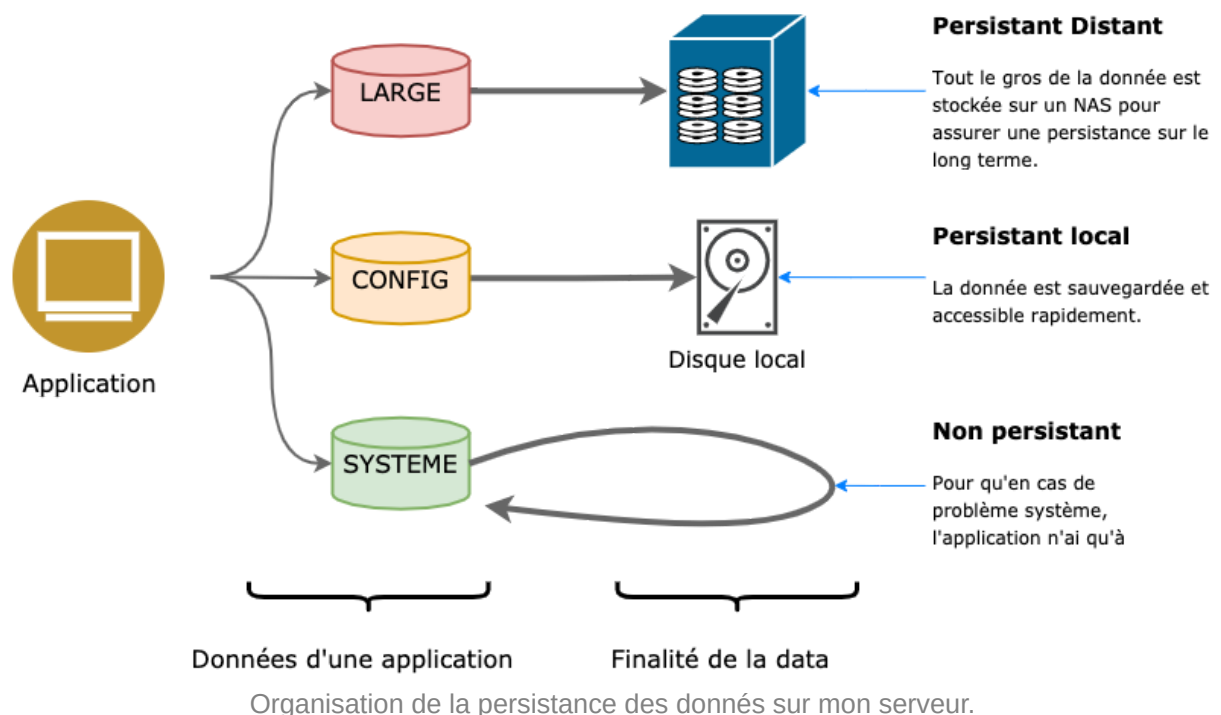 Persistant Distant
Tout le gros de la donnée est
stockée sur un NAS pour
assurer une persistance sur le
long terme.
LARGE
Persistant local
La donnée est sauvegardée et
accessible rapidement.
CONFIG
Disque local
Application
Non persistant
Pour qu'en cas de
problème système,
l'application n'ai qu'à
SYSTEME
Données d'une application
Finalité de la data
Organisation de la persistance des donnés sur mon serveur.